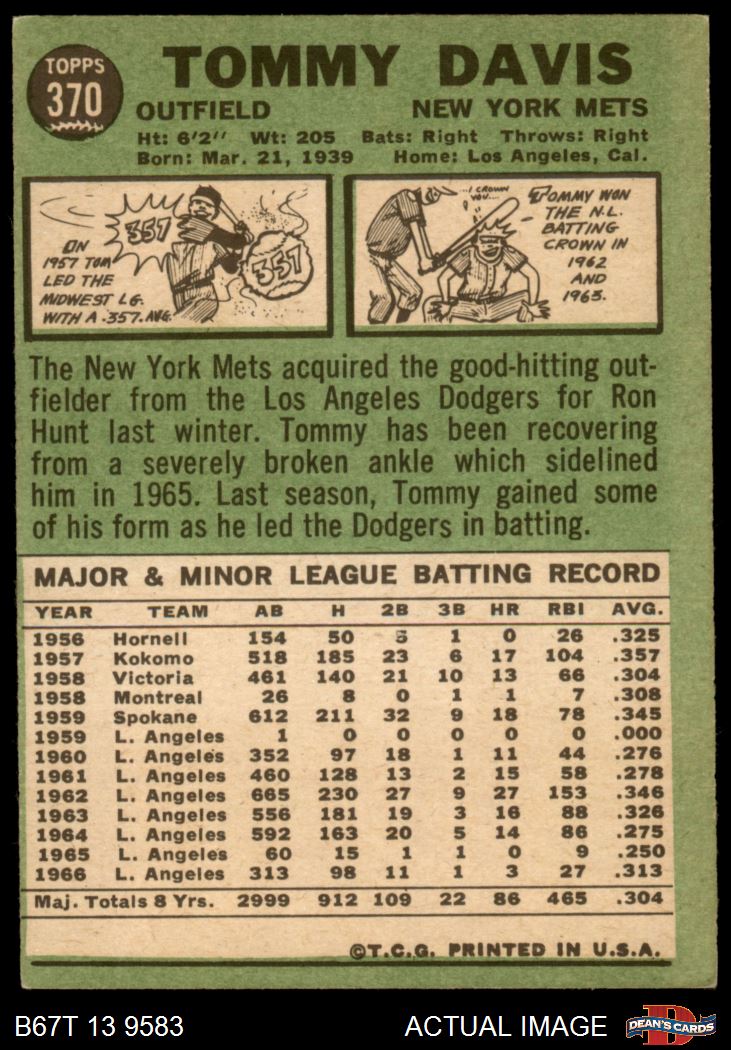 TOPPS
370
TOMMY DAVIS
OUTFIELD NEW YORK METS
Ht: 6'2" Wt: 205 Bats: Right Throws: Right
Born: Mar. 21, 1939 Home: Los Angeles, Cal.
357
357
IN
1957 TOM
LED THE
MIDWEST LG.
WITH A .357. AVG.
...I CROWN
YOU....
TOMMY WON
THE N.L.
BATTING
CROWN IN
1962
AND
1963.
The New York Mets acquired the good-hitting out-
fielder from the Los Angeles Dodgers for Ron
Hunt last winter. Tommy has been recovering
from a severely broken ankle which sidelined
him in 1965. Last season, Tommy gained some
of his form as he led the Dodgers in batting.
MAJOR & MINOR LEAGUE BATTING RECORD
YEAR TEAM AB H 2B 3B HR RBI AVG.
1956 Hornell 154 50 1 0 26 .325
1957 Kokomo 518 185 23 6 17 104 .357
1958 Victoria 461 140 21 10 13 66 .304
1958 Montreal 26 8 0 1 1 7 .308
1959 Spokane 612 211 32 9 18 78 .345
1959 L. Angeles 1 0 0 0 0 0 .000
1960 L. Angeles 352 97 18 1 11 44 .276
1961 L. Angeles 460 128 13 2 15 58 .278
1962 L. Angeles 665 230 27 9 27 153 .346
1963 L. Angeles 556 181 19 3 16 88 .326
1964 L. Angeles 592 163 20 5 14 86 .275
1965 L. Angeles 60 15 1 1 0 9 .250
1966 L. Angeles 313 98 11 1 3 27 .313
Maj. Totals 8 Yrs. 2999 912 109 22 86 465 .304
©T.C.G. PRINTED IN U.S.A.
B67T 13 9583 ACTUAL IMAGE DEAN'S CARDS